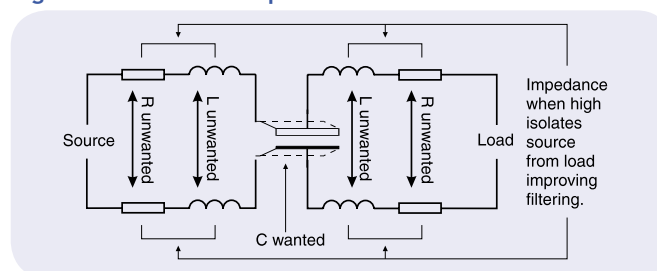 Source
R unwanted
L unwanted
C wanted
L unwanted
R unwanted
Load
Impedance
when high
isolates
source
from load
improving
filtering.